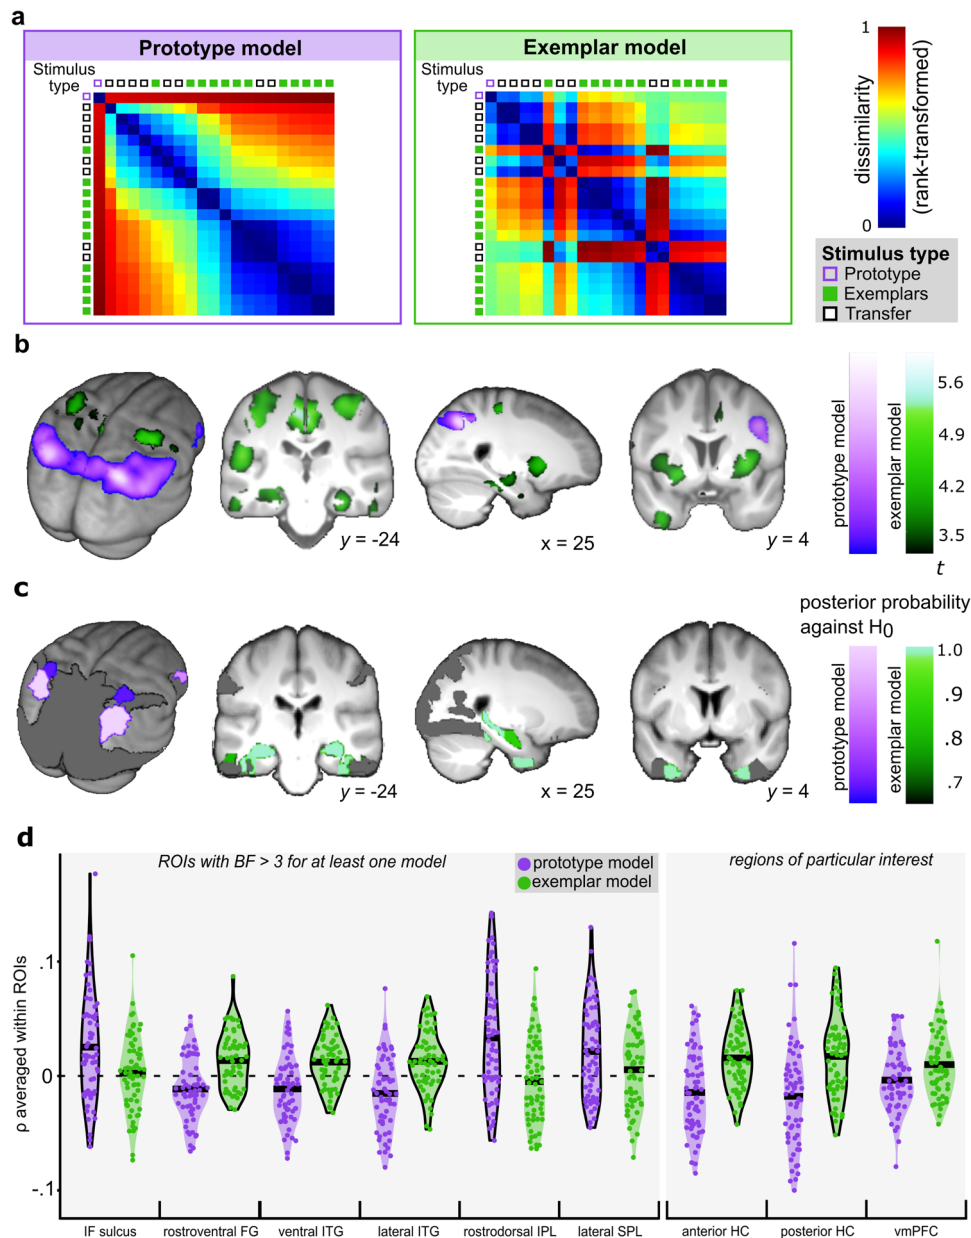 a
Prototype model
Exemplar model
Stimulus
type
Stimulus
type
1
0
dissimilarity
(rank-transformed)
Stimulus type
Prototype
Exemplars
Transfer
b
y = -24
x = 25
y = 4
prototype model
exemplar model
5.6
4.9
4.2
3.5
t
c
posterior probability
against H0
y = -24
x = 25
y = 4
prototype model
exemplar model
1.0
.9
.8
.7
d
ROIs with BF > 3 for at least one model
prototype model
exemplar model
regions of particular interest
ρ averaged within ROIs
.1
0
-.1
IF sulcus
rostroventral FG
ventral ITG
lateral ITG
rostrodorsal IPL
lateral SPL
anterior HC
posterior HC
vmPFC